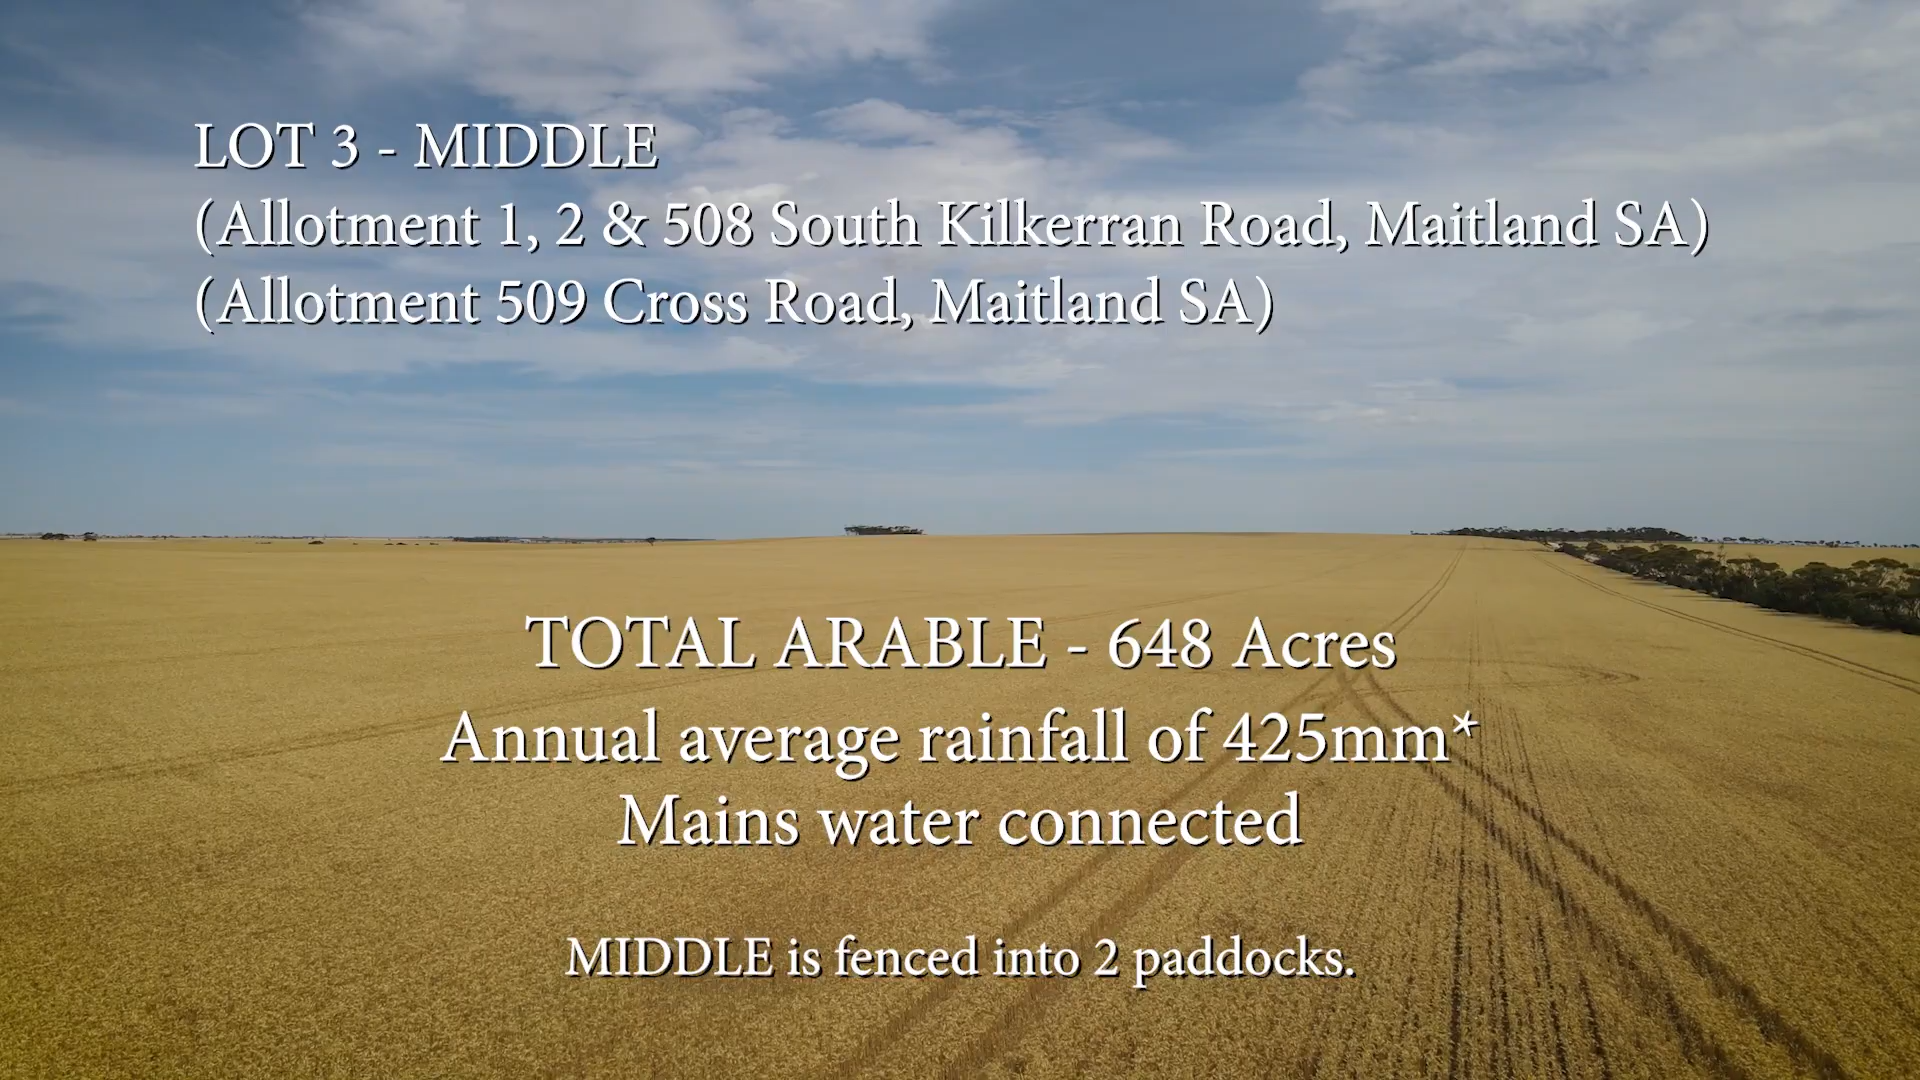 LOT 3 - MIDDLE
(Allotment 1, 2 & 508 South Kilkerran Road, Maitland SA)
(Allotment 509 Cross Road, Maitland SA)
TOTAL ARABLE - 648 Acres
Annual average rainfall of 425mm*
Mains water connected
MIDDLE is fenced into 2 paddocks.